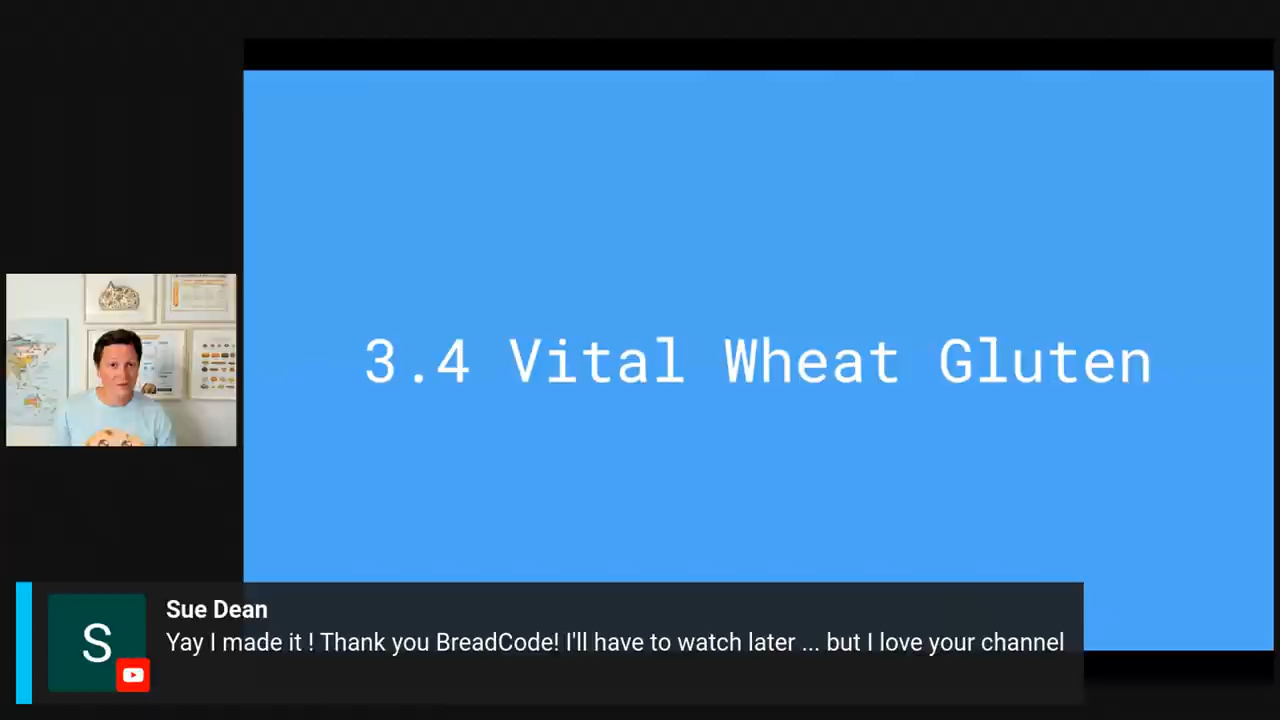 3.4 Vital Wheat Gluten
S
Sue Dean
Yay I made it ! Thank you BreadCode! I'll have to watch later ... but I love your channel